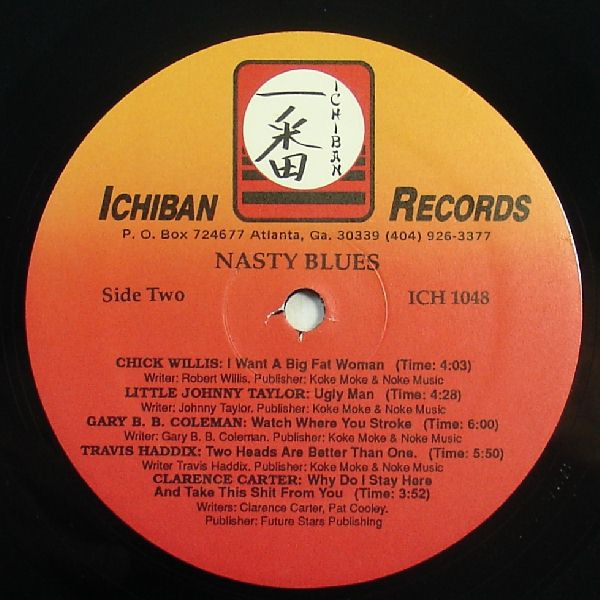 一番
ICHIBAN
ICHIBAN RECORDS
P. O. Box 724677 Atlanta, Ga. 30339 (404) 926-3377
NASTY BLUES
Side Two ICH 1048
CHICK WILLIS: I Want A Big Fat Woman (Time: 4:03)
Writer: Robert Willis, Publisher: Koke Moke & Noke Music
LITTLE JOHNNY TAYLOR: Ugly Man (Time: 4:28)
Writer: Johnny Taylor, Publisher: Koke Moke & Noke Music
GARY B. B. COLEMAN: Watch Where You Stroke (Time: 6:00)
Writer: Gary B. B. Coleman, Publisher: Koke Moke & Noke Music
TRAVIS HADDIX: Two Heads Are Better Than One. (Time: 5:50)
Writer Travis Haddix, Publisher: Koke Moke & Noke Music
CLARENCE CARTER: Why Do I Stay Here
And Take This Shit From You (Time: 3:52)
Writers: Clarence Carter, Pat Cooley.
Publisher: Future Stars Publishing